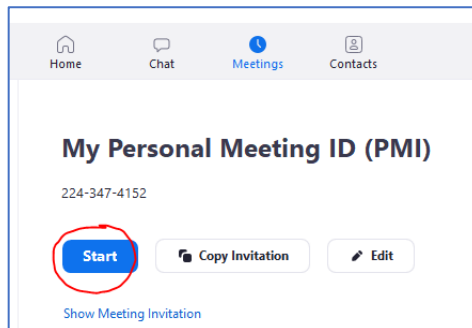 Home Chat Meetings Contacts
My Personal Meeting ID (PMI)
224-347-4152
Start Copy Invitation Edit
Show Meeting Invitation